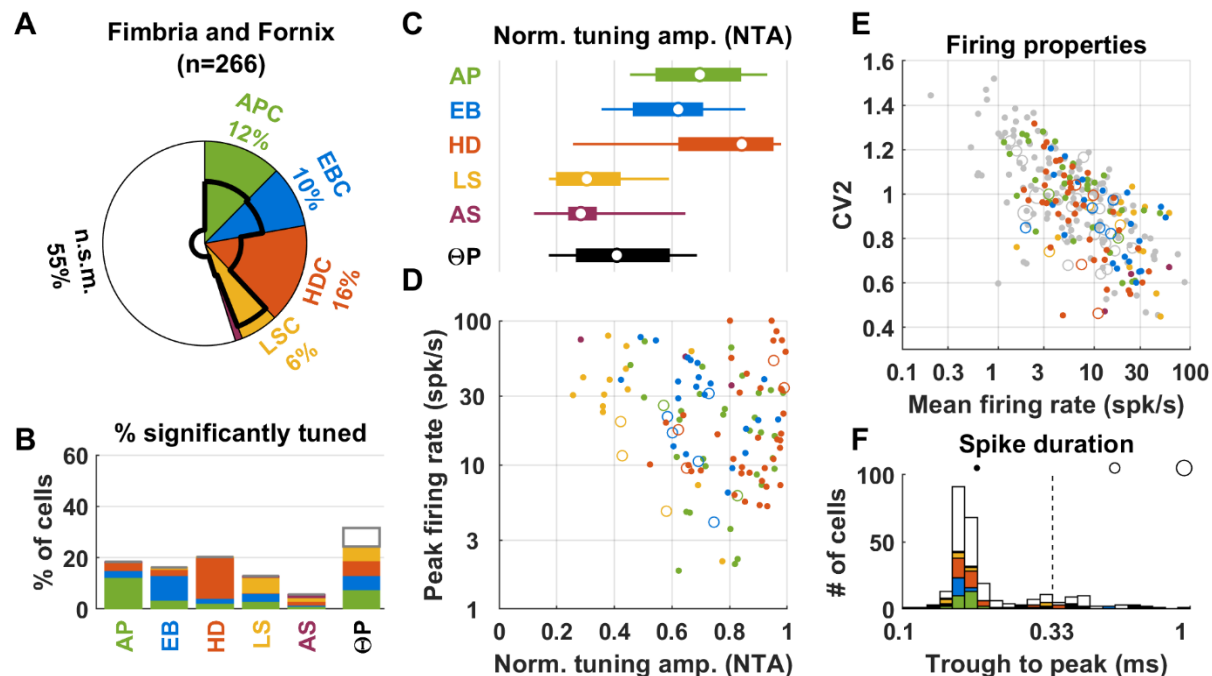 A
Fimbria and Fornix
(n=266)
APC
12%
EBC
10%
HDC
16%
LSC
6%
n.s.m.
55%
B
% significantly tuned
% of cells
60
40
20
0
AP
EB
HD
LS
AS
ΘP
C
Norm. tuning amp. (NTA)
AP
EB
HD
LS
AS
ΘP
D
Peak firing rate (spk/s)
100
30
10
3
1
0
0.2
0.4
0.6
0.8
1
Norm. tuning amp. (NTA)
E
Firing properties
CV2
1.6
1.4
1.2
1
0.8
0.6
0.4
0.1
0.3
1
3
10
30
100
Mean firing rate (spk/s)
F
Spike duration
# of cells
100
50
0
0.1
0.33
1
Trough to peak (ms)